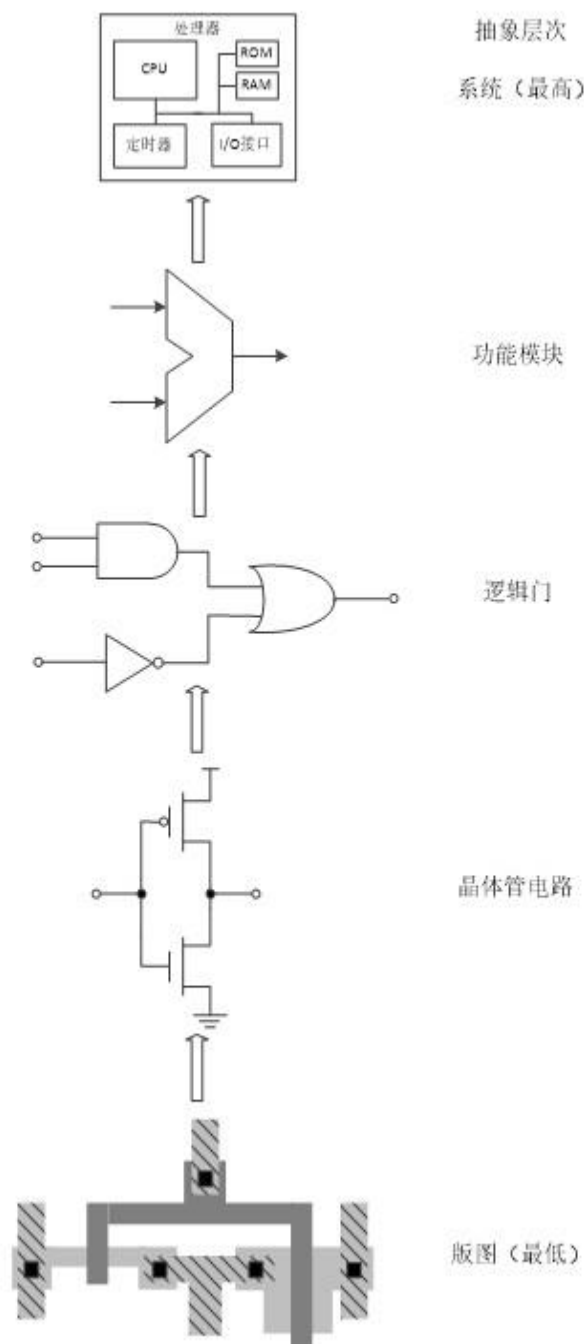 抽象层次
处理器
CPU
ROM
RAM
系统（最高）
定时器
I/O接口
功能模块
逻辑门
晶体管电路
版图（最低）